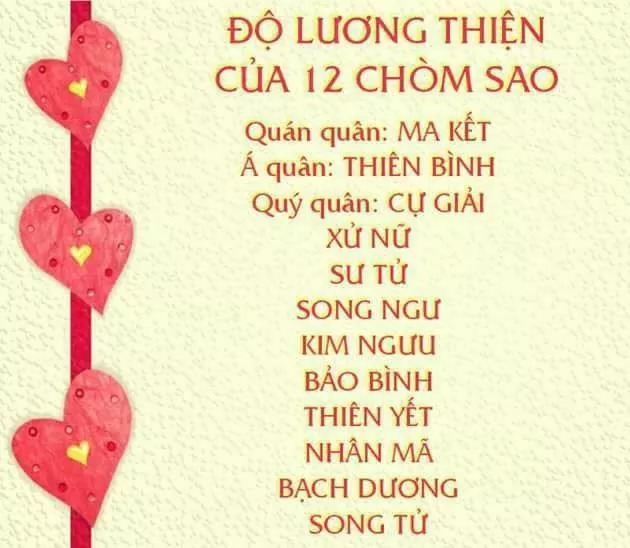 ĐỘ LƯƠNG THIỆN
CỦA 12 CHÒM SAO
Quán quân: MA KẾT
Á quân: THIÊN BÌNH
Quý quân: CỰ GIẢI
XỬ NỮ
SƯ TỬ
SONG NGƯ
KIM NGƯU
BẢO BÌNH
THIÊN YẾT
NHÂN MÃ
BẠCH DƯƠNG
SONG TỬ